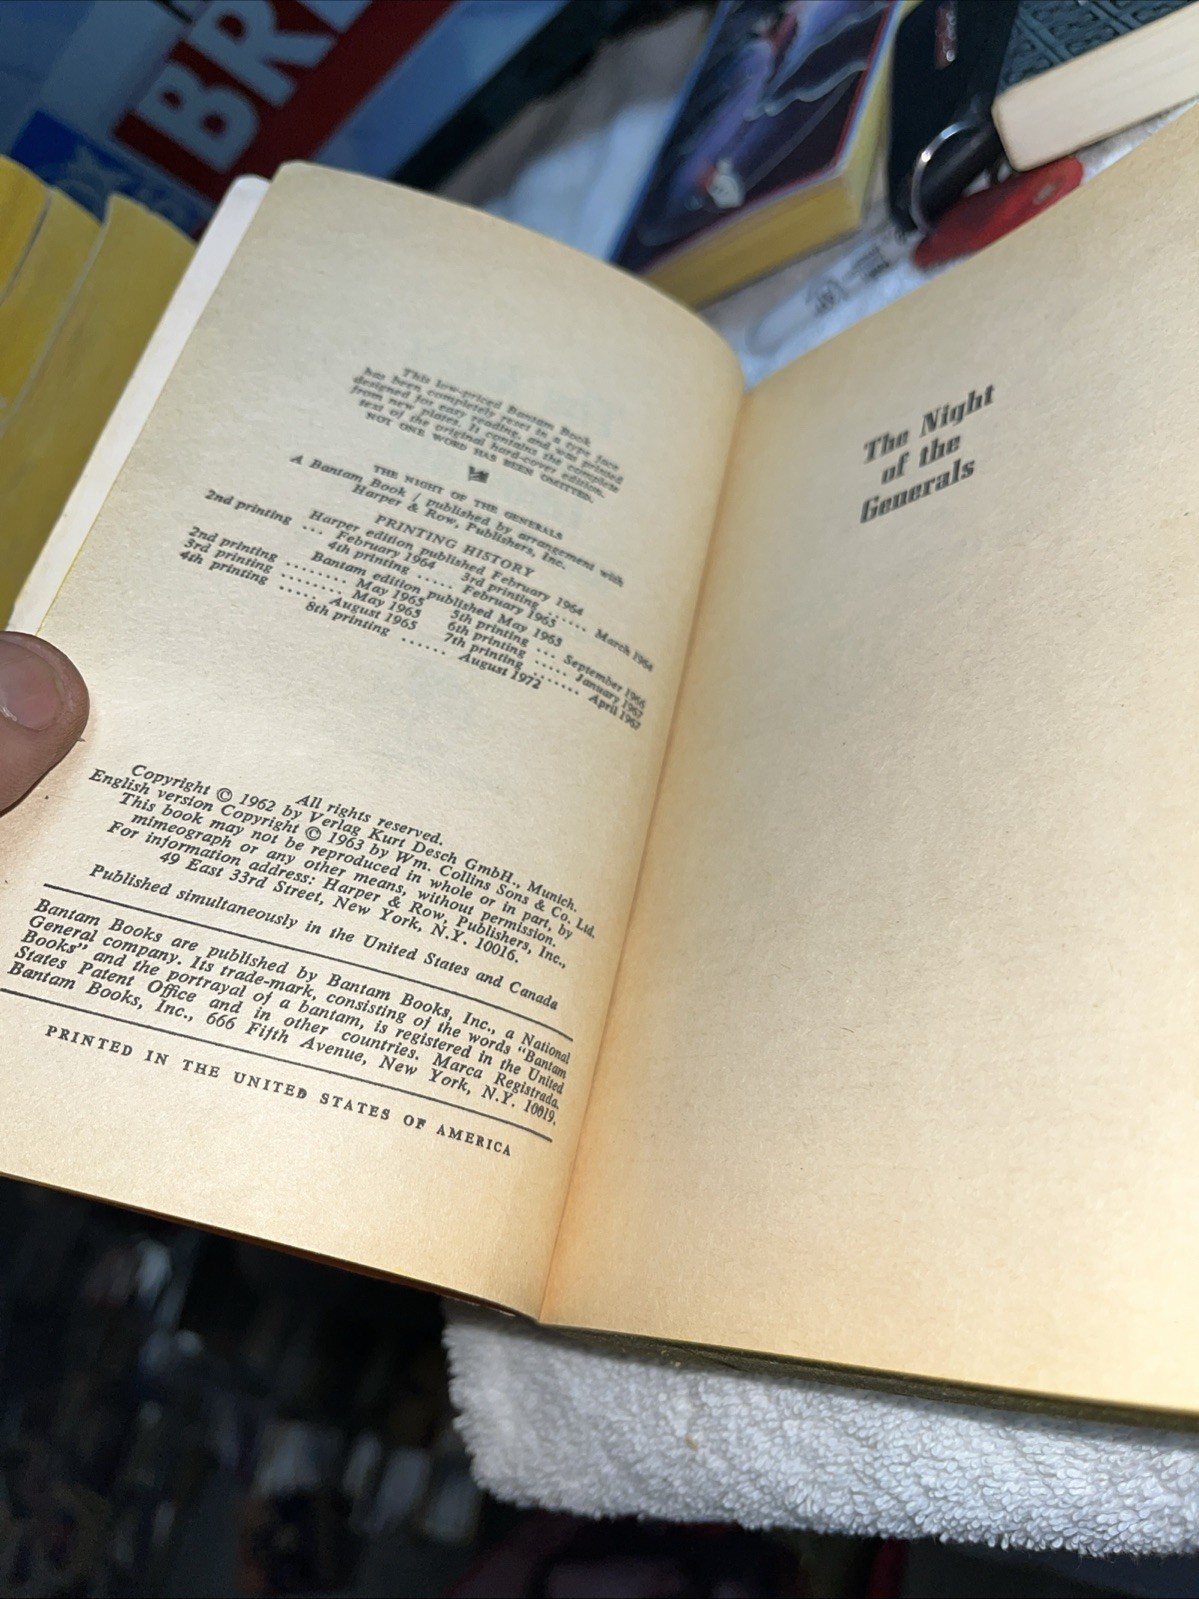 BRE
This low-priced Bantam Book
has been completely reset in a type face
designed for easy reading, and was printed
from new plates. It contains the complete
text of the original hard-cover edition.
NOT ONE WORD HAS BEEN OMITTED.
THE NIGHT OF THE GENERALS
A Bantam Book / published by arrangement with
Harper & Row, Publishers, Inc.
PRINTING HISTORY
Harper edition published February 1964
2nd printing ... February 1964 3rd printing ...... March 1964
4th printing ..... February 1965
Bantam edition published May 1965
2nd printing ........ May 1965 5th printing ... September 1966
3rd printing ........ May 1965 6th printing ..... January 1967
4th printing ..... August 1965 7th printing ....... April 1967
8th printing ...... August 1972
All rights reserved.
Copyright © 1962 by Verlag Kurt Desch GmbH., Munich.
English version Copyright © 1963 by Wm. Collins Sons & Co. Ltd.
This book may not be reproduced in whole or in part, by
mimeograph or any other means, without permission.
For information address: Harper & Row, Publishers, Inc.,
49 East 33rd Street, New York, N.Y. 10016.
Published simultaneously in the United States and Canada
Bantam Books are published by Bantam Books, Inc., a National
General company. Its trade-mark, consisting of the words "Bantam
Books" and the portrayal of a bantam, is registered in the United
States Patent Office and in other countries. Marca Registrada.
Bantam Books, Inc., 666 Fifth Avenue, New York, N.Y. 10019.
PRINTED IN THE UNITED STATES OF AMERICA
The Night
of the
Generals